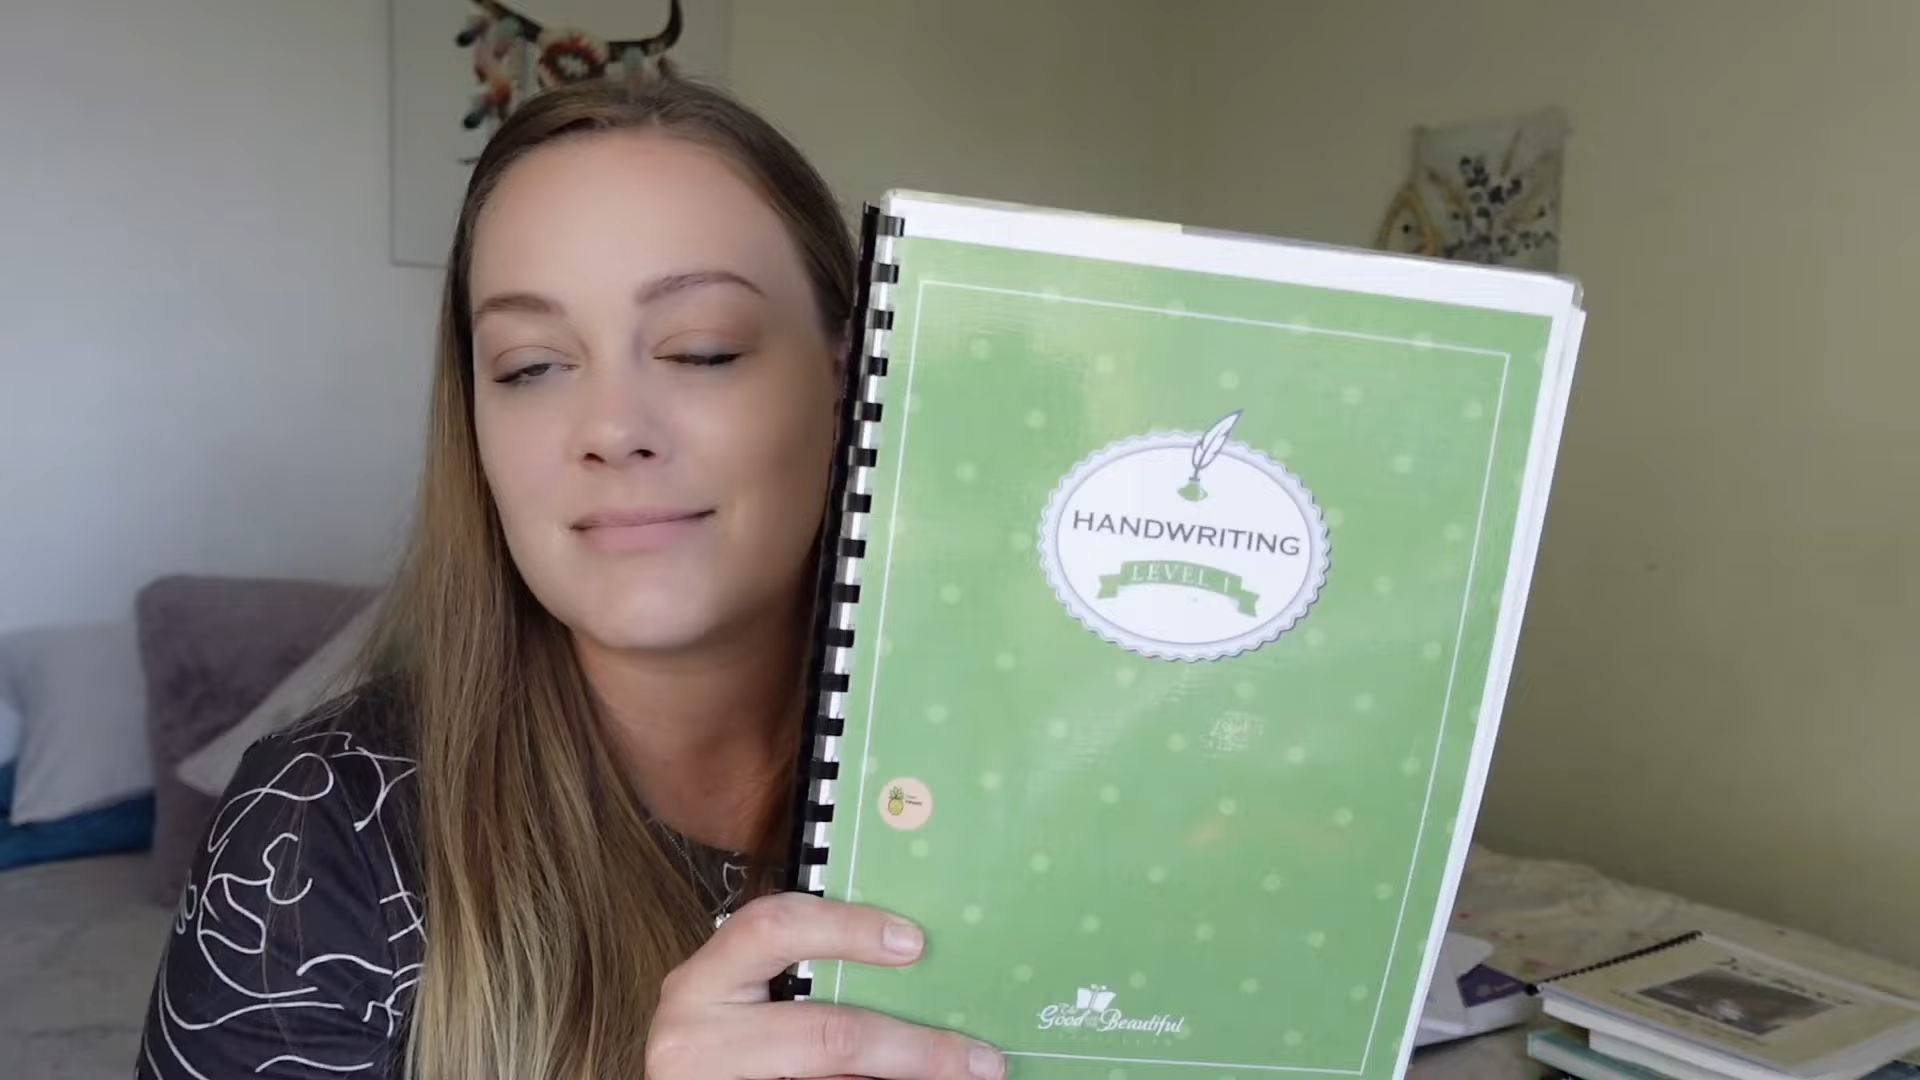 HANDWRITING
LEVEL 1
The
Good and the Beautiful